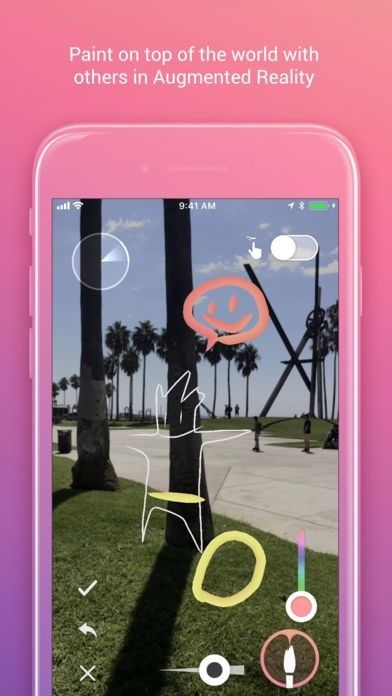 Paint on top of the world with
others in Augmented Reality
9:41 AM